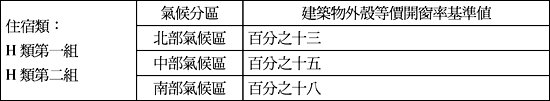 住宿類：
H 類第一組
H 類第二組
氣候分區 建築物外殼等價開窗率基準值
北部氣候區 百分之十三
中部氣候區 百分之十五
南部氣候區 百分之十八